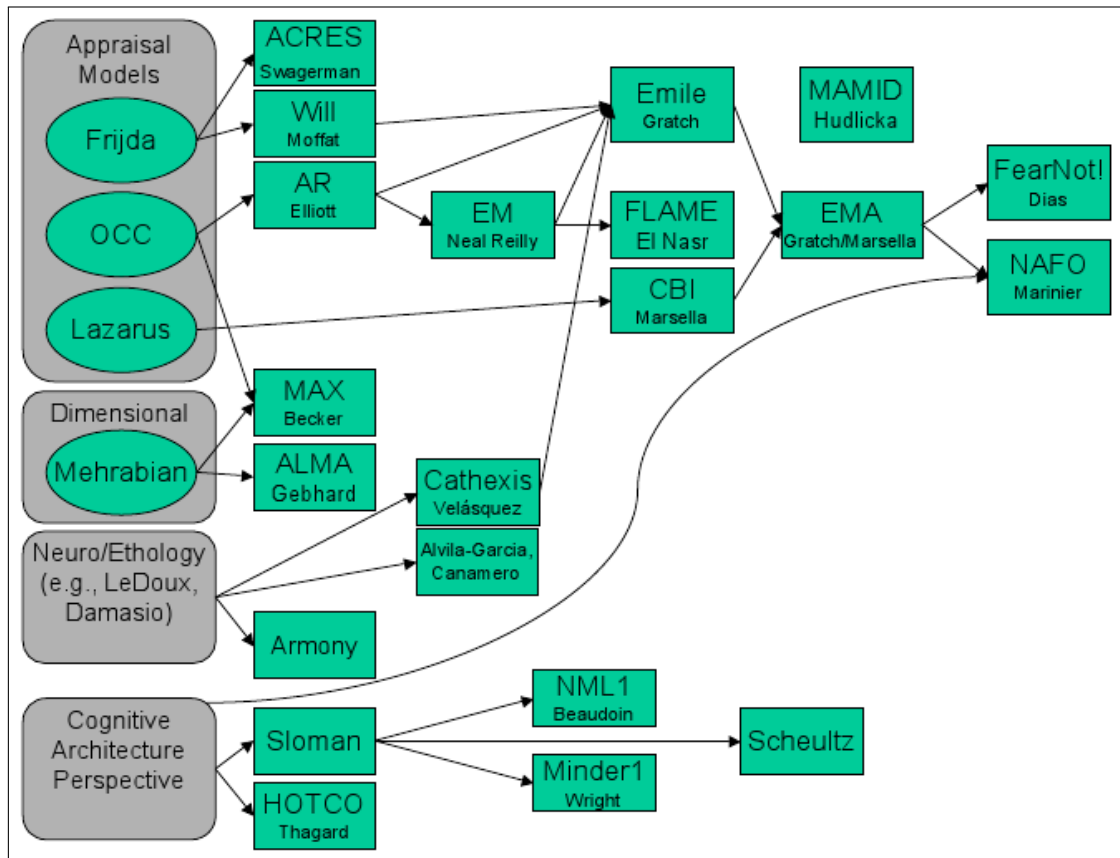 Appraisal
Models
Frijda
OCC
Lazarus
Dimensional
Mehrabian
Neuro/Ethology
(e.g., LeDoux,
Damasio)
Cognitive
Architecture
Perspective
ACRES
Swagerman
Will
Moffat
AR
Elliott
MAX
Becker
ALMA
Gebhard
Armony
Sloman
HOTCO
Thagard
EM
Neal Reilly
Cathexis
Velásquez
Alvila-Garcia,
Canamero
NML1
Beaudoin
Minder1
Wright
Emile
Gratch
FLAME
El Nasr
CBI
Marsella
Scheultz
MAMID
Hudlicka
EMA
Gratch/Marsella
FearNot!
Dias
NAFO
Marinier